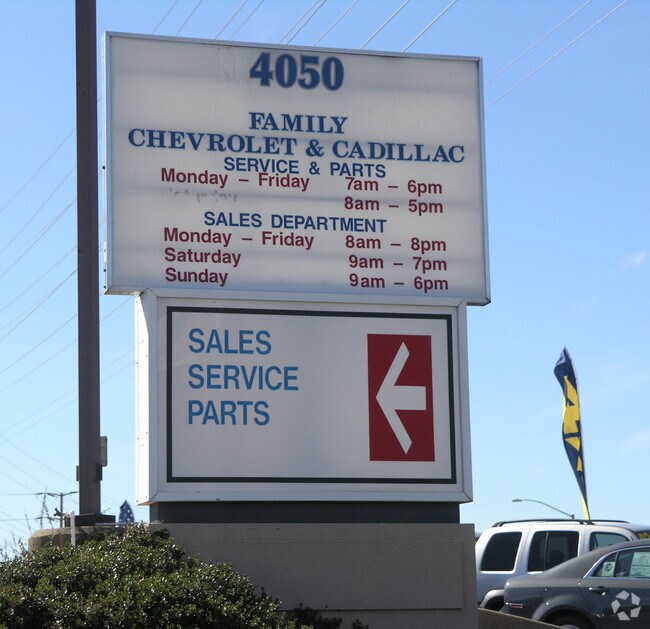 4050
FAMILY
CHEVROLET & CADILLAC
SERVICE & PARTS
Monday – Friday 7am – 6pm
8am – 5pm
SALES DEPARTMENT
Monday – Friday 8am – 8pm
Saturday 9am – 7pm
Sunday 9am – 6pm
SALES
SERVICE
PARTS